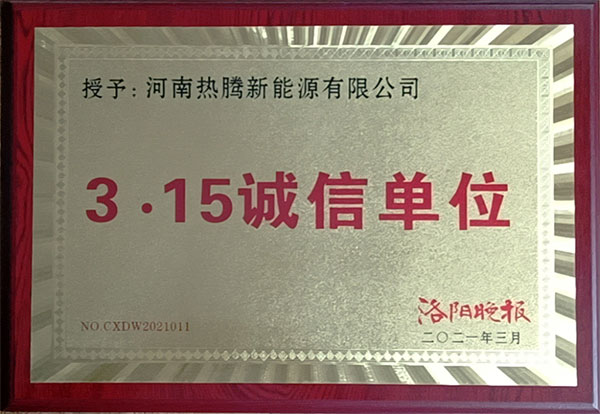 授予：河南热腾新能源有限公司
3·15诚信单位
洛阳晚报
NO.CXDW2021011
二〇二一年三月